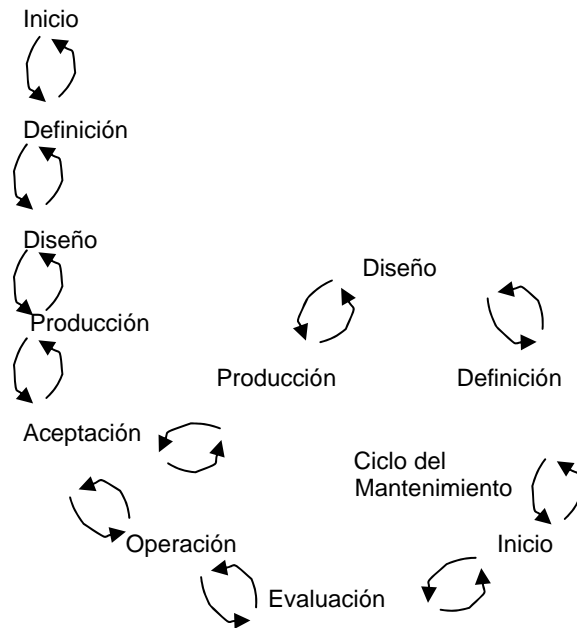 Inicio
Definición
Diseño
Diseño
Producción
Producción
Definición
Aceptación
Ciclo del
Mantenimiento
Operación
Inicio
Evaluación